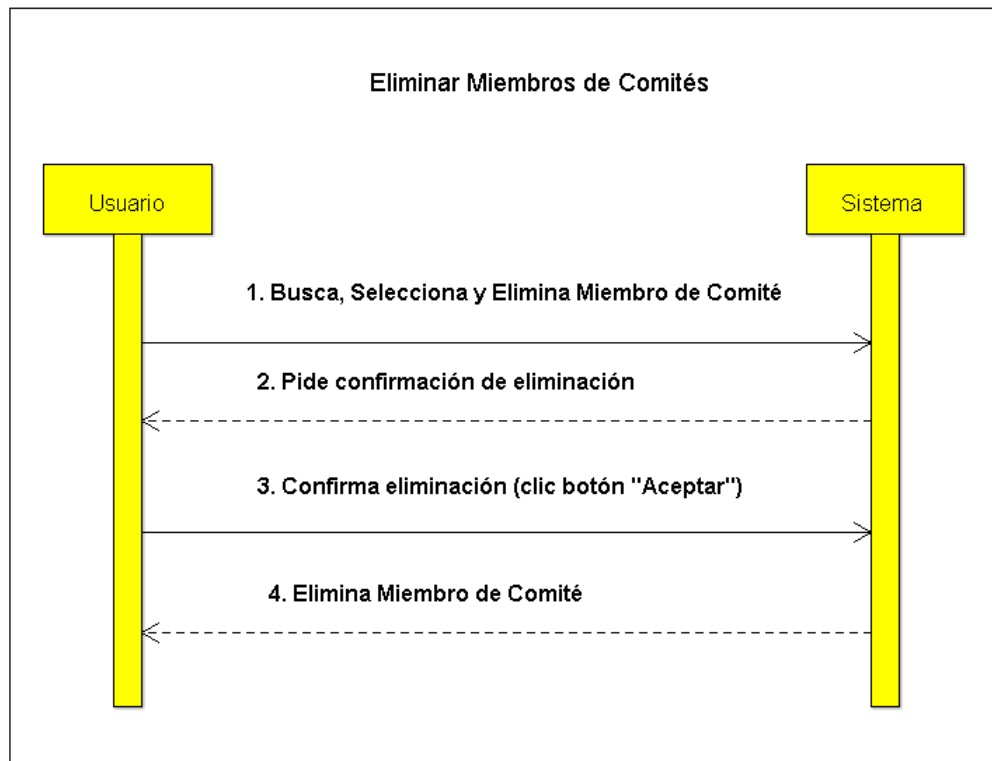 Eliminar Miembros de Comités
Usuario
Sistema
1. Busca, Selecciona y Elimina Miembro de Comité
2. Pide confirmación de eliminación
3. Confirma eliminación (clic botón "Aceptar")
4. Elimina Miembro de Comité